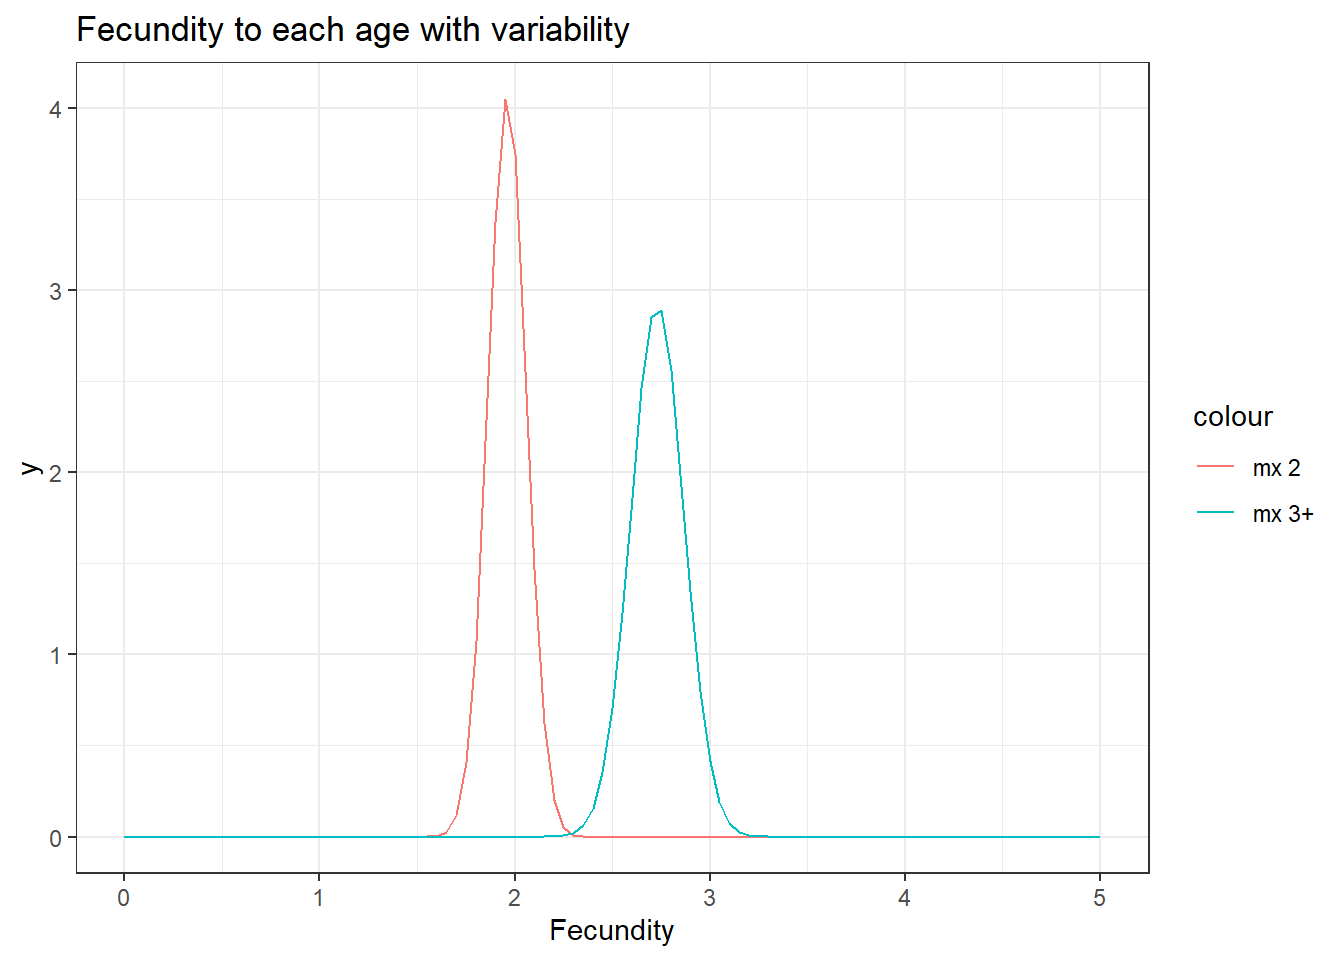 Fecundity to each age with variability
4
3
2
1
0
y
0 1 2 3 4 5
Fecundity
colour
mx 2
mx 3+